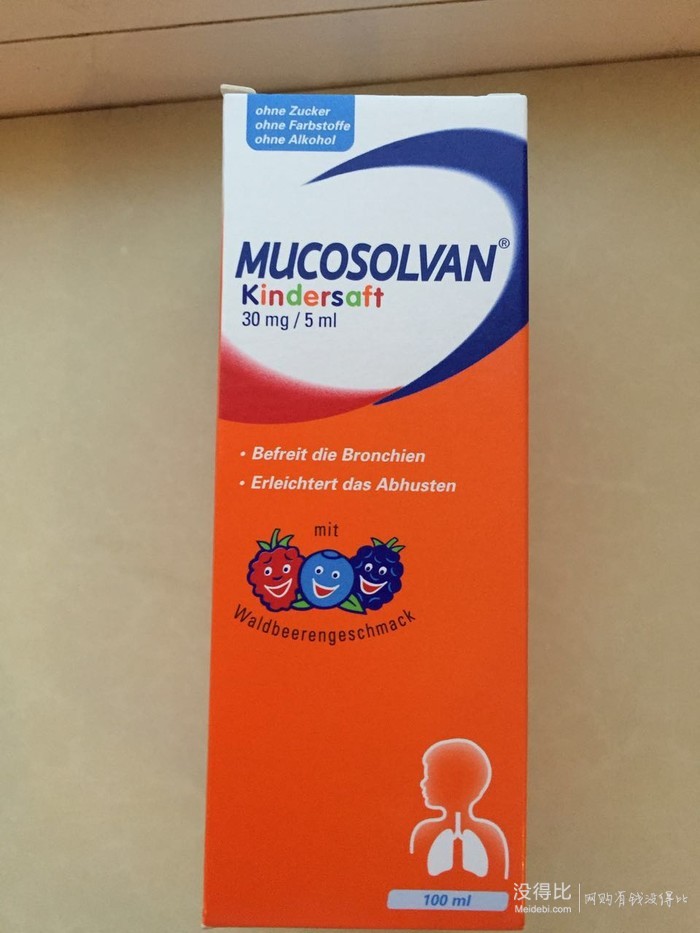 ohne Zucker
ohne Farbstoffe
ohne Alkohol
MUCOSOLVAN®
Kindersaft
30 mg / 5 ml
• Befreit die Bronchien
• Erleichtert das Abhusten
mit
Waldbeerengeschmack
100 ml
没得比 | 网购有钱没得比
Meidebi.com